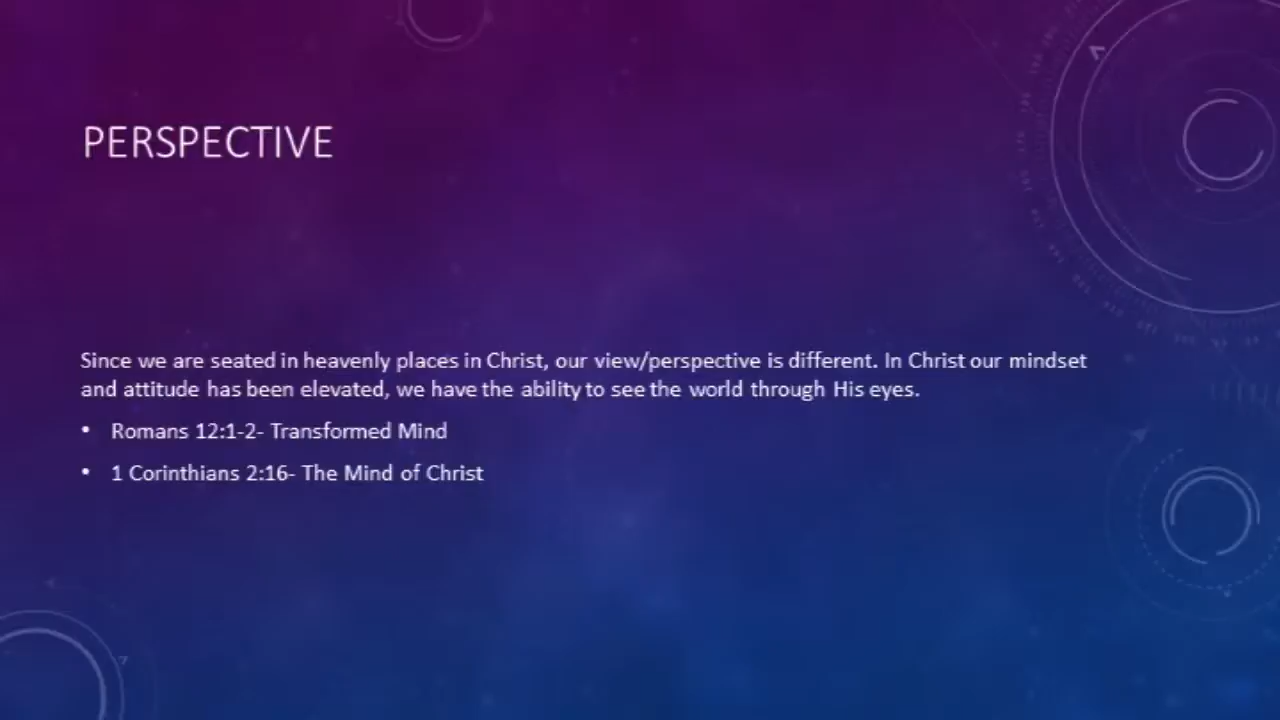 PERSPECTIVE
Since we are seated in heavenly places in Christ, our view/perspective is different. In Christ our mindset
and attitude has been elevated, we have the ability to see the world through His eyes.
• Romans 12:1-2- Transformed Mind
• 1 Corinthians 2:16- The Mind of Christ